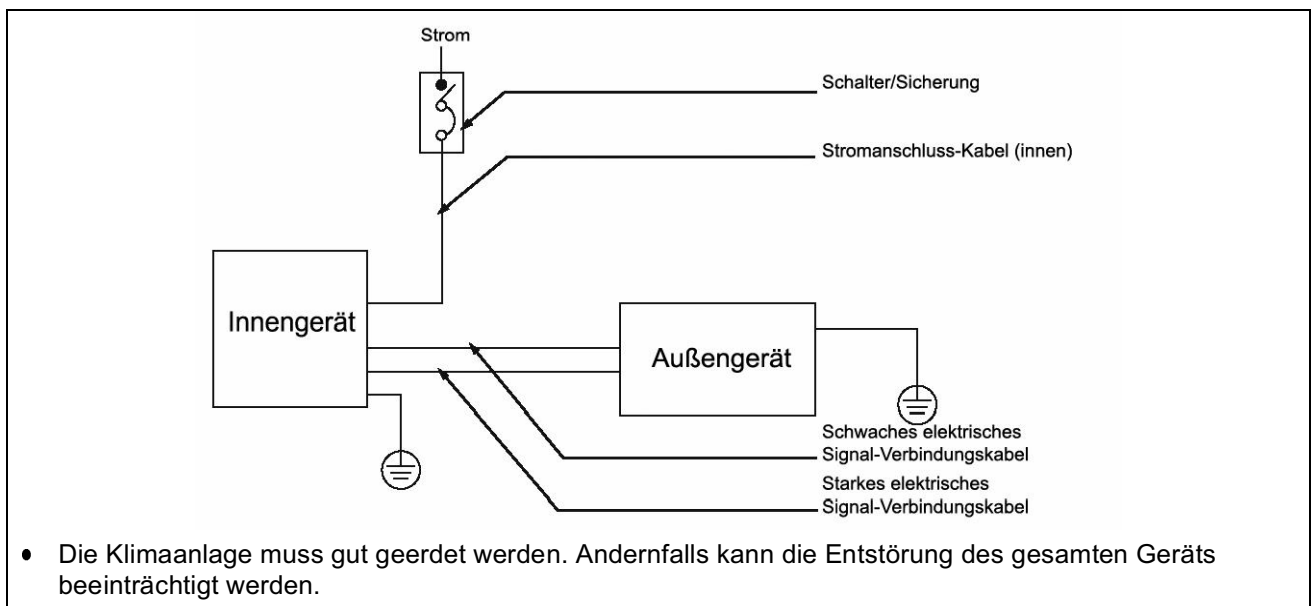 Strom
Schalter/Sicherung
Stromanschluss-Kabel (innen)
Innengerät
Außengerät
Schwaches elektrisches
Signal-Verbindungskabel
Starkes elektrisches
Signal-Verbindungskabel
● Die Klimaanlage muss gut geerdet werden. Andernfalls kann die Entstörung des gesamten Geräts
beeinträchtigt werden.